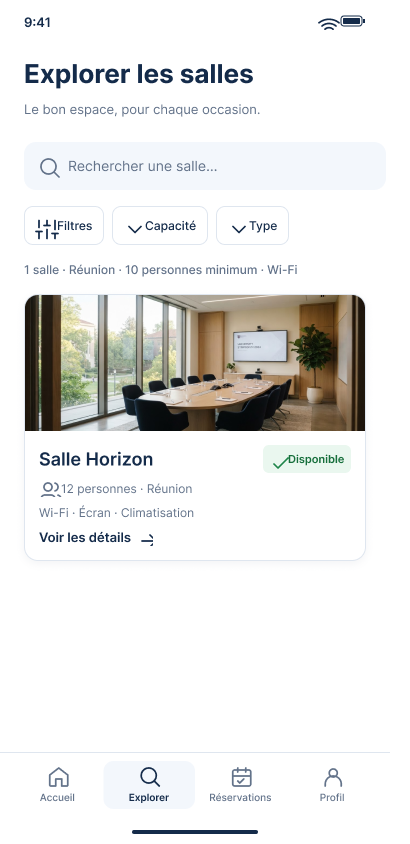 9:41
Explorer les salles
Le bon espace, pour chaque occasion.
Rechercher une salle...
Filtres
Capacité
Type
1 salle · Réunion · 10 personnes minimum · Wi-Fi
Salle Horizon
Disponible
12 personnes · Réunion
Wi-Fi · Écran · Climatisation
Voir les détails
Accueil
Explorer
Réservations
Profil